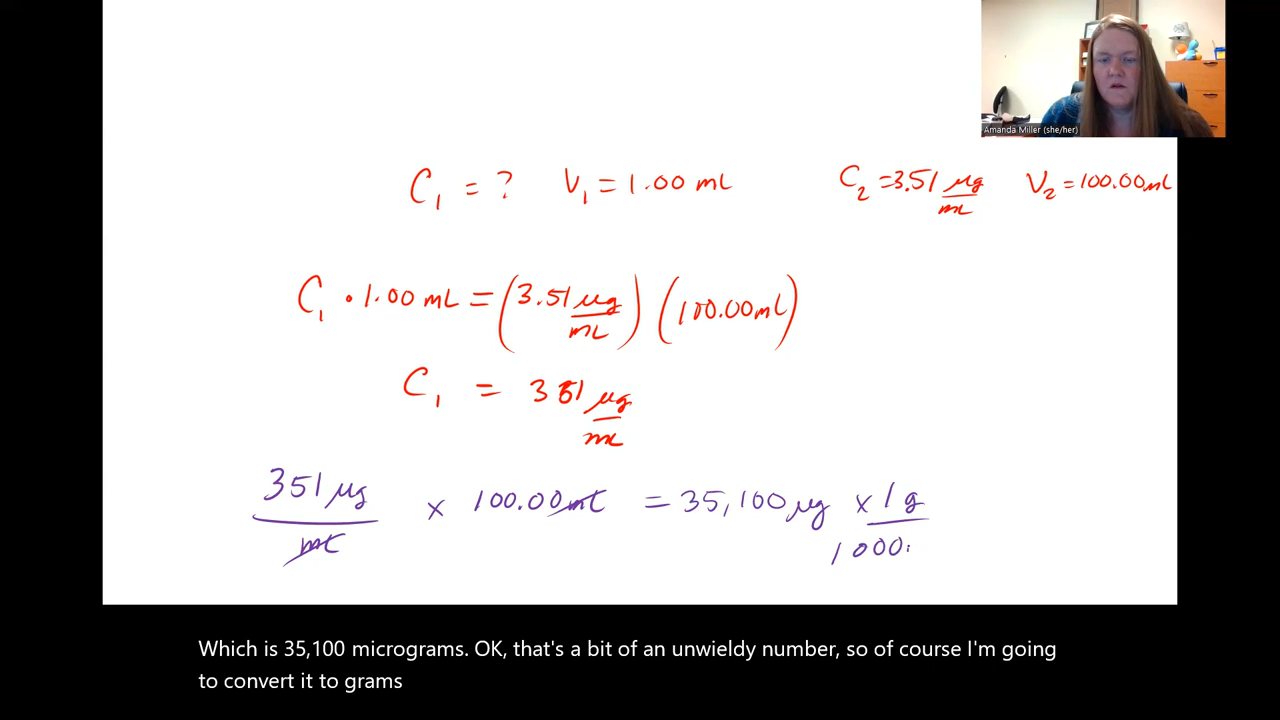 Amanda Miller (she/her)
C₁ = ? V₁ = 1.00 mL C₂ = 3.51 μg/mL V₂ = 100.00 mL
C₁ · 1.00 mL = (3.51 μg/mL) (100.00 mL)
C₁ = 351 μg/mL
351 μg/mL × 100.00 mL = 35,100 μg × 1 g
1000
Which is 35,100 micrograms. OK, that's a bit of an unwieldy number, so of course I'm going
to convert it to grams